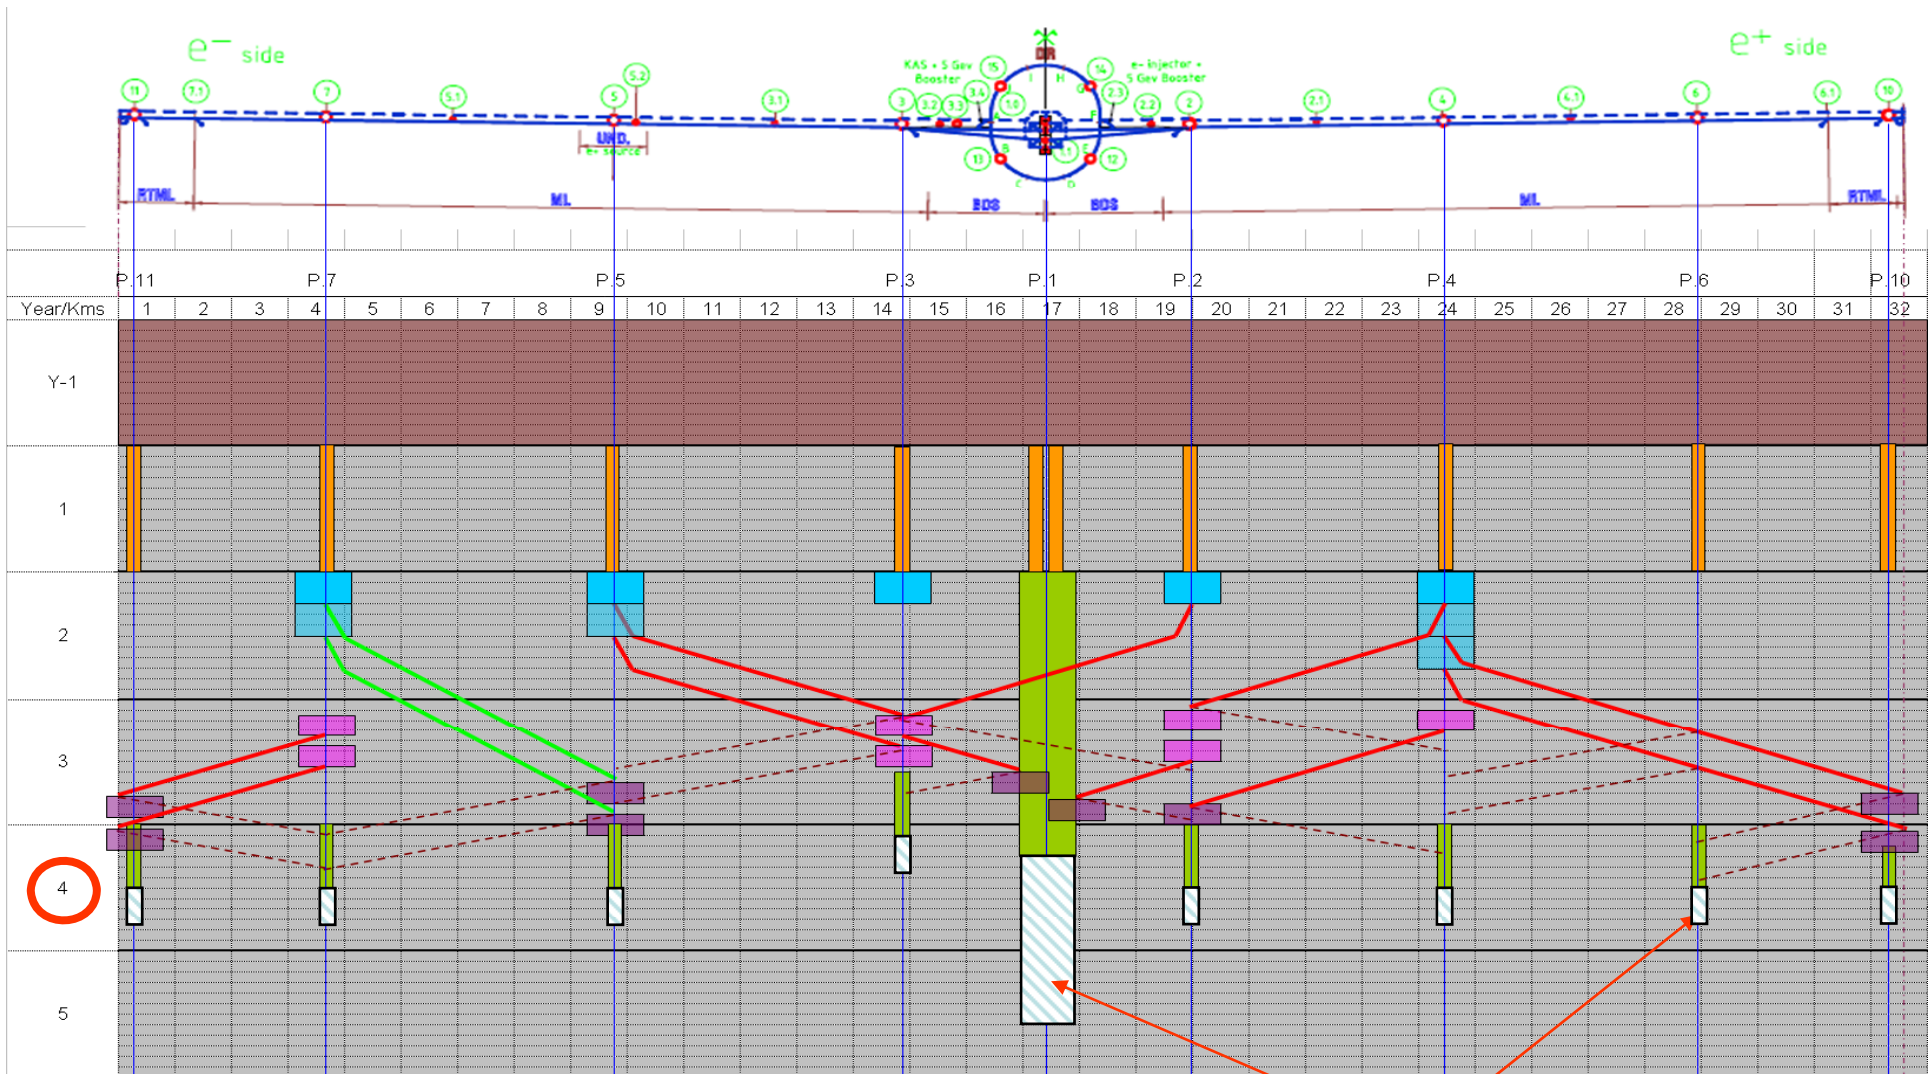 e⁻ side
e⁺ side
DR
KAS + 5 Gev Booster
e- injector + 5 Gev Booster
15
14
I H
J G
11
7.1
7
5.1
5
5.2
3.1
3
3.2
3.3
3.4
1.0
2.3
2.2
2
2.1
4
4.1
6
6.1
10
A F
UND.
e+ source
13
B E
1.1
12
C D
RTML
ML
BDS
BDS
ML
RTML
P.11 P.7 P.5 P.3 P.1 P.2 P.4 P.6 P.10
Year/Kms 1 2 3 4 5 6 7 8 9 10 11 12 13 14 15 16 17 18 19 20 21 22 23 24 25 26 27 28 29 30 31 32
Y-1
1
2
3
4
5